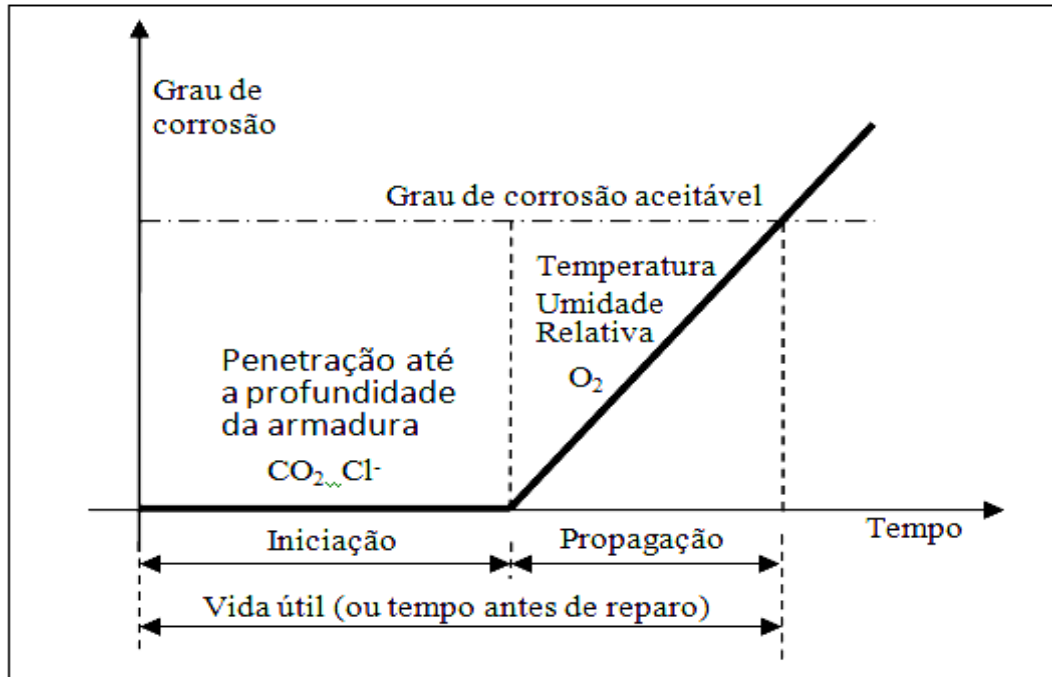 Grau de
corrosão
Grau de corrosão aceitável
Temperatura
Umidade
Relativa
O₂
Penetração até
a profundidade
da armadura
CO₂ Cl⁻
Tempo
Iniciação
Propagação
Vida útil (ou tempo antes de reparo)